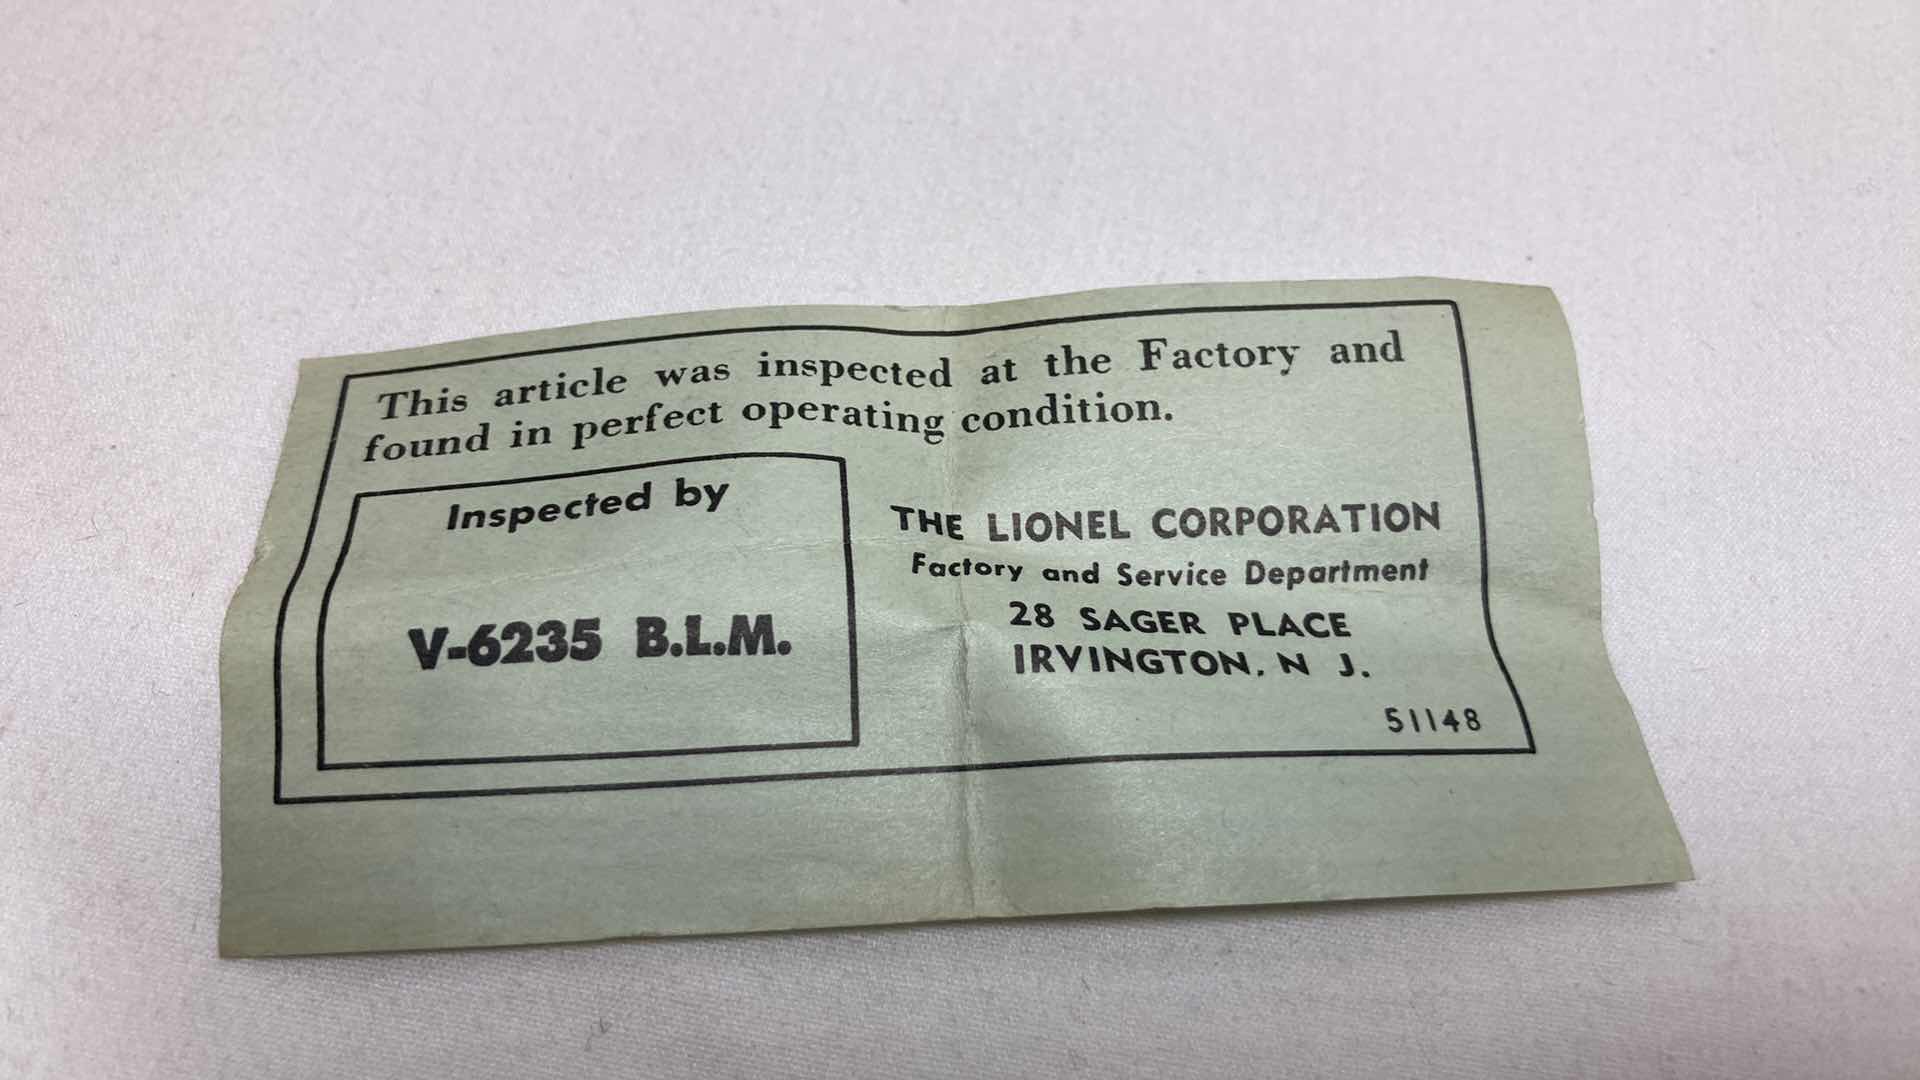 This article was inspected at the Factory and
found in perfect operating condition.
Inspected by
V-6235 B.L.M.
THE LIONEL CORPORATION
Factory and Service Department
28 SAGER PLACE
IRVINGTON, N J.
51148